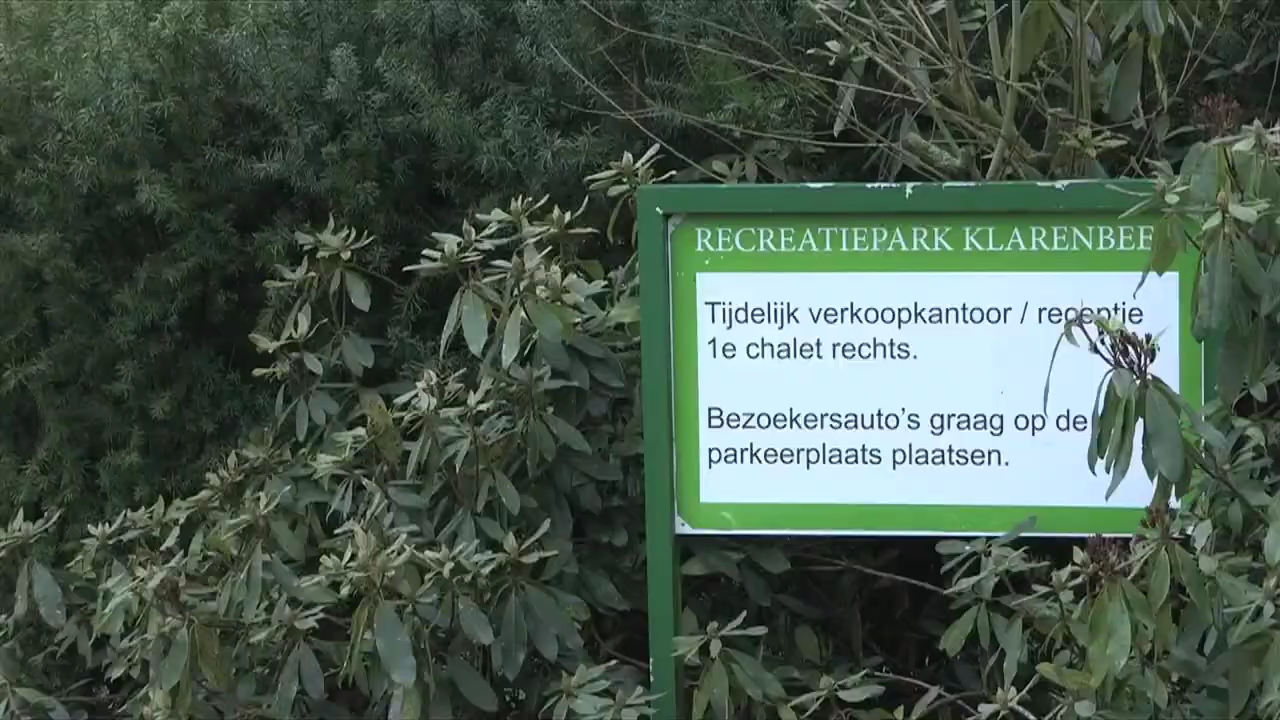 RECREATIEPARK KLARENBEE
Tijdelijk verkoopkantoor / receptie
1e chalet rechts.
Bezoekersauto's graag op de
parkeerplaats plaatsen.